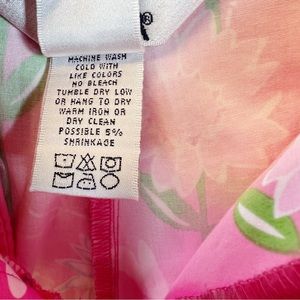 MACHINE WASH
COLD WITH
LIKE COLORS
NO BLEACH
TUMBLE DRY LOW
OR HANG TO DRY
WARM IRON OR
DRY CLEAN
POSSIBLE 5%
SHRINKAGE